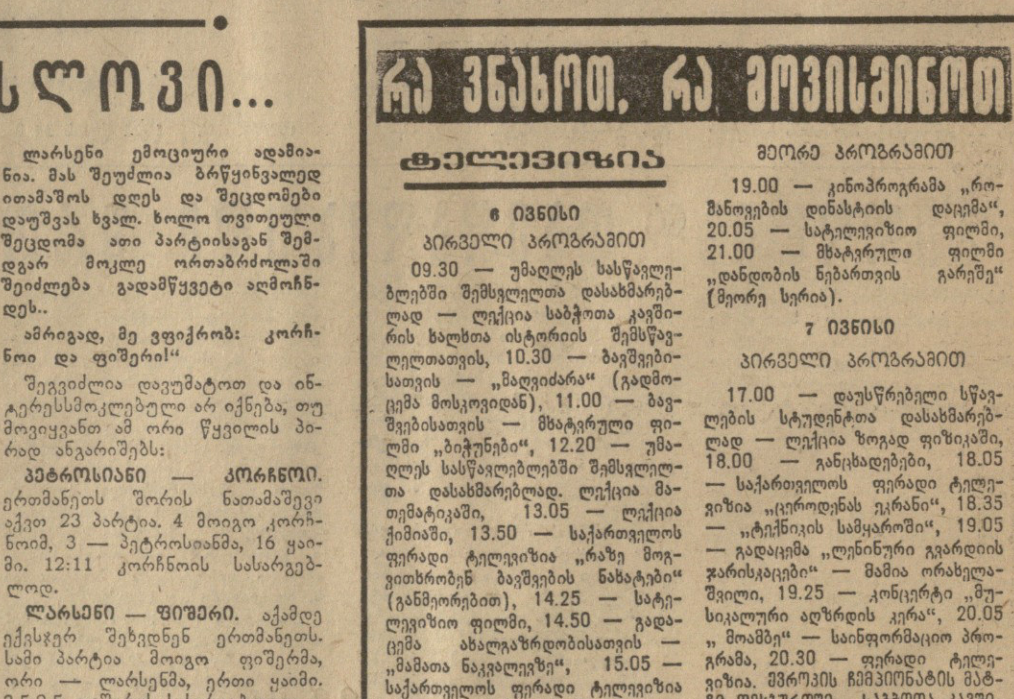 სლოვი...
ლარსენი ემოციური ადამია-
ნია. მას შეუძლია ბრწყინვალედ
ითამაშოს დღეს და შეცდომები
დაუშვას ხვალ. ხოლო თვითეული
შეცდომა ათი პარტიისაგან შემ-
დგარ მოკლე ორთაბრძოლაში
შეიძლება გადამწყვეტი აღმოჩნ-
დეს..
ამრიგად, მე ვფიქრობ: კორჩ-
ნოი და ფიშერი!“
შეგვიძლია დავუმატოთ და ინ-
ტერესსმოკლებული არ იქნება, თუ
მოვიყვანთ ამ ორი წყვილის პი-
რად ანგარიშებს:
პეტროსიანი — კორჩნოი.
ერთმანეთს შორის ნათამაშევი
აქვთ 23 პარტია. 4 მოიგო კორჩ-
ნოიმ, 3 — პეტროსიანმა, 16 ყაი-
მი. 12:11 კორჩნოის სასარგებ-
ლოდ.
ლარსენი — ფიშერი. აქამდე
ექვსჯერ შეხვდნენ ერთმანეთს.
სამი პარტია მოიგო ფიშერმა,
ორი — ლარსენმა, ერთი ყაიმი.
რა ვნახოთ, რა მოვისმინოთ
ტელევიზია
6 ივნისი
პირველი პროგრამით
09.30 — უმაღლეს სასწავლე-
ბლებში შემსვლელთა დასახმარებ-
ლად — ლექცია საბჭოთა კავში-
რის ხალხთა ისტორიის შემსწავ-
ლელთათვის, 10.30 — ბავშვები-
სათვის — „მაღვიძარა“ (გადმო-
ცემა მოსკოვიდან), 11.00 — ბავ-
შვებისათვის — მხატვრული ფი-
ლმი „ბიჭუნები“, 12.20 — უმა-
ღლეს სასწავლებლებში შემსვლელ-
თა დასახმარებლად. ლექცია მა-
თემატიკაში, 13.05 — ლექცია
ქიმიაში, 13.50 — საქართველოს
ფერადი ტელევიზია „რაზე მოგ-
ვითხრობენ ბავშვების ნახატები“
(განმეორებით), 14.25 — სატე-
ლევიზიო ფილმი, 14.50 — გადა-
ცემა ახალგაზრდობისათვის —
„მამათა ნაკვალევზე“, 15.05 —
საქართველოს ფერადი ტელევიზია
მეორე პროგრამით
19.00 — კინოპროგრამა „რო-
მანოვების დინასტიის დაცემა“,
20.05 — სატელევიზიო ფილმი,
21.00 — მხატვრული ფილმი
„დანდობის ნებართვის გარეშე“
(მეორე სერია).
7 ივნისი
პირველი პროგრამით
17.00 — დაუსწრებელი სწავ-
ლების სტუდენტთა დასახმარებ-
ლად — ლექცია ზოგად ფიზიკაში,
18.00 — განცხადებები, 18.05
— საქართველოს ფერადი ტელე-
ვიზია „ცეროდენას ეკრანი“, 18.35
— „ტექნიკის სამყაროში“, 19.05
— გადაცემა „ლენინური გვარდიის
ჯარისკაცები“ — მამია ორახელა-
შვილი, 19.25 — კონცერტი „მუ-
სიკალური აღზრდის კერა“, 20.05
„ მოამბე“ — საინფორმაციო პრო-
გრამა, 20.30 — ფერადი ტელე-
ვიზია. ევროპის ჩემპიონატის მატ-